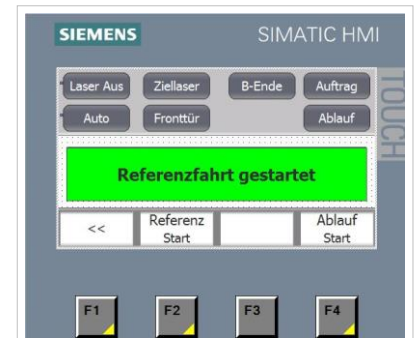 SIEMENS
SIMATIC HMI
TOUCH
Laser Aus
Ziellaser
B-Ende
Auftrag
Auto
Fronttür
Ablauf
Referenzfahrt gestartet
<<
Referenz
Start
Ablauf
Start
F1
F2
F3
F4